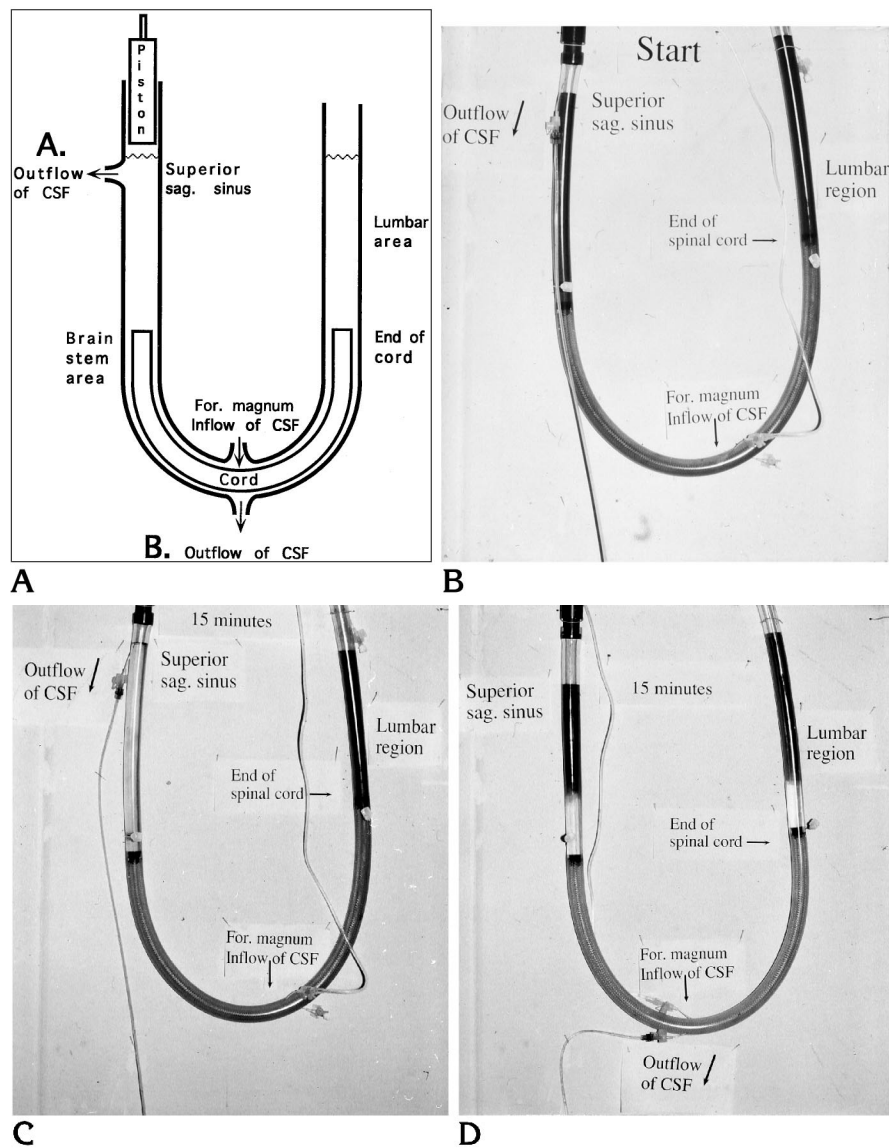 Piston
A.
Outflow
of CSF
Superior
sag. sinus
Lumbar
area
Brain
stem
area
End of
cord
For. magnum
Inflow of CSF
Cord
B. Outflow of CSF
A
Start
Outflow
of CSF
Superior
sag. sinus
Lumbar
region
End of
spinal cord
For. magnum
Inflow of CSF
B
15 minutes
Outflow
of CSF
Superior
sag. sinus
Lumbar
region
End of
spinal cord
For. magnum
Inflow of CSF
C
Superior
sag. sinus
15 minutes
Lumbar
region
End of
spinal cord
For. magnum
Inflow of CSF
Outflow
of CSF
D